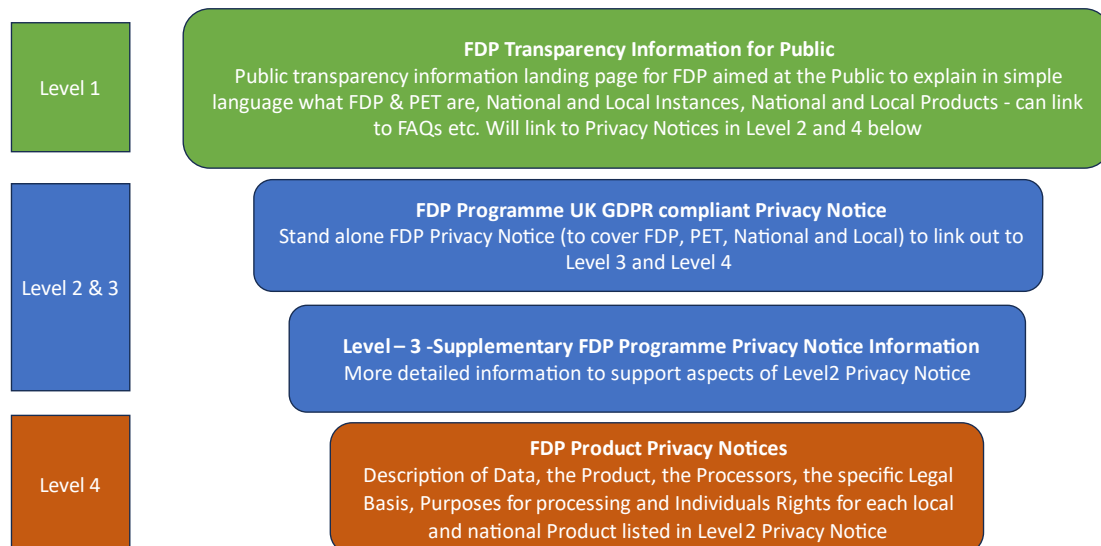 Level 1
FDP Transparency Information for Public
Public transparency information landing page for FDP aimed at the Public to explain in simple
language what FDP & PET are, National and Local Instances, National and Local Products - can link
to FAQs etc. Will link to Privacy Notices in Level 2 and 4 below
Level 2 & 3
FDP Programme UK GDPR compliant Privacy Notice
Stand alone FDP Privacy Notice (to cover FDP, PET, National and Local) to link out to
Level 3 and Level 4
Level – 3 -Supplementary FDP Programme Privacy Notice Information
More detailed information to support aspects of Level2 Privacy Notice
Level 4
FDP Product Privacy Notices
Description of Data, the Product, the Processors, the specific Legal
Basis, Purposes for processing and Individuals Rights for each local
and national Product listed in Level2 Privacy Notice